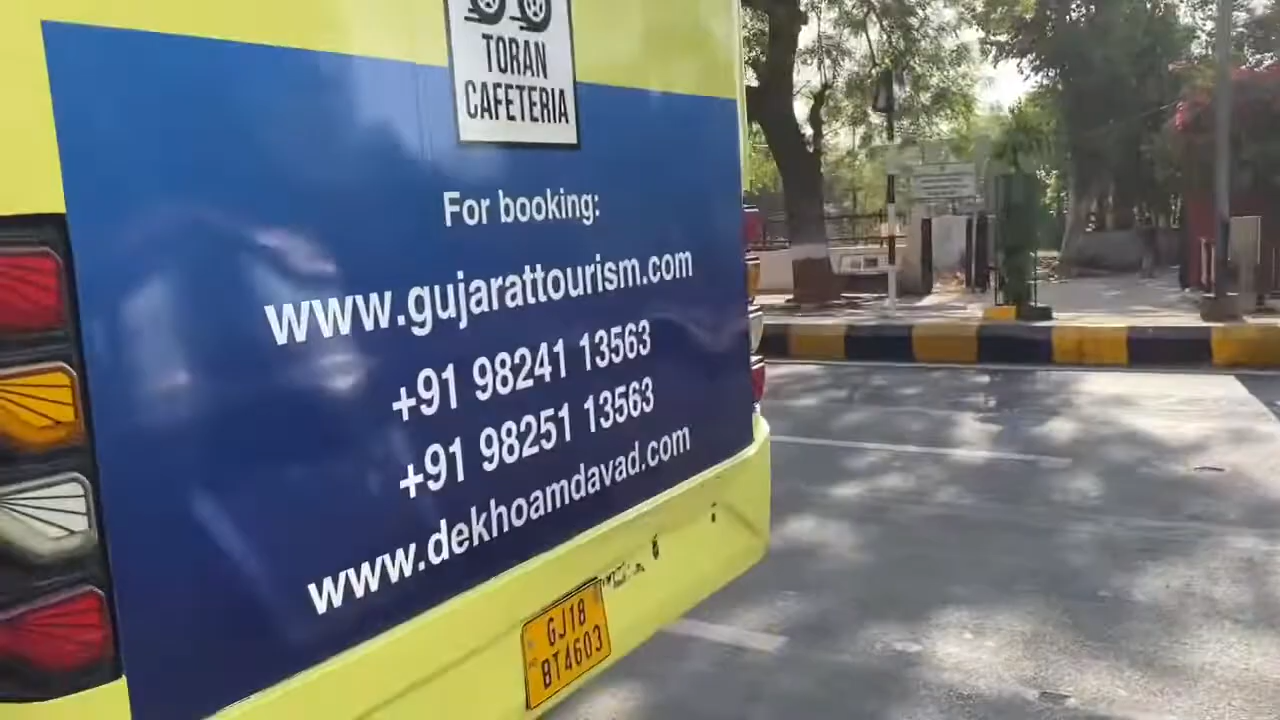 TORAN
CAFETERIA
For booking:
www.gujarattourism.com
+91 98241 13563
+91 98251 13563
www.dekhoamdavad.com
GJ18
BT4603